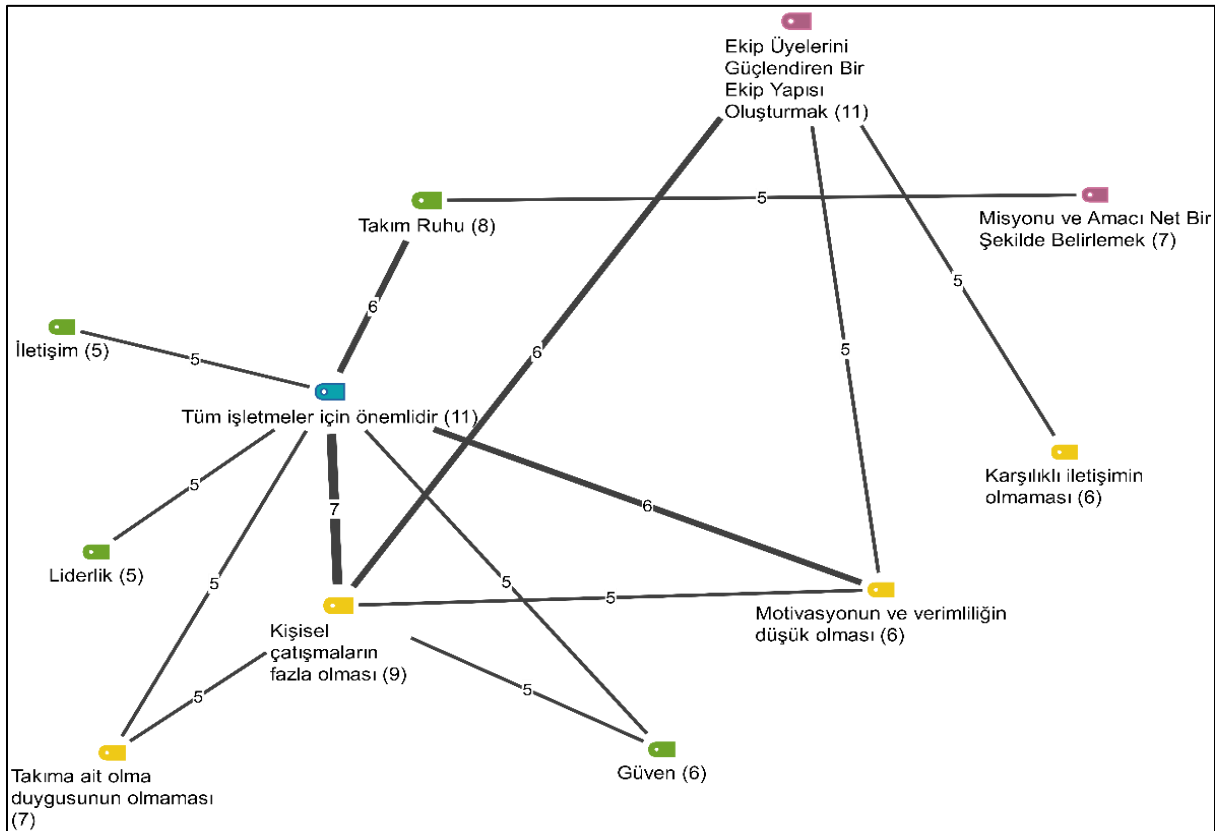 Ekip Üyelerini
Güçlendiren Bir
Ekip Yapısı
Oluşturmak (11)
5
Takım Ruhu (8)
Misyonu ve Amacı Net Bir
Şekilde Belirlemek (7)
5
6
İletişim (5)
5
6
5
Tüm işletmeler için önemlidir (11)
Karşılıklı iletişimin
olmaması (6)
5
7
6
Liderlik (5)
5
5
5
Kişisel
çatışmaların
fazla olması (9)
Motivasyonun ve verimliliğin
düşük olması (6)
5
5
Takıma ait olma
duygusunun olmaması
(7)
Güven (6)